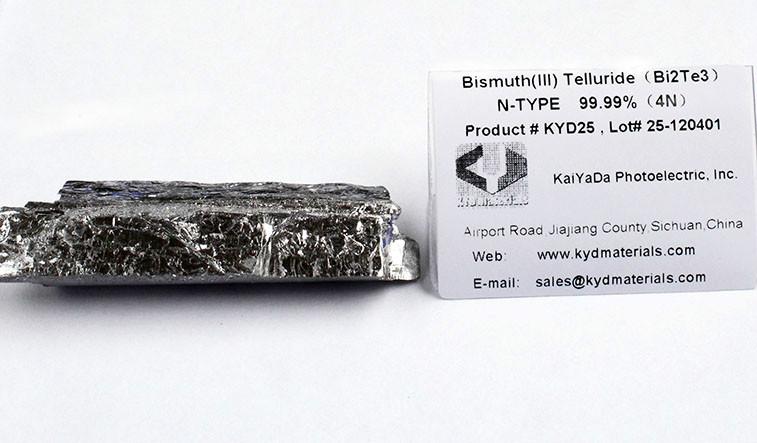 Bismuth(III) Telluride（Bi2Te3）
N-TYPE 99.99%（4N）
Product # KYD25 , Lot# 25-120401
KYDMaterials
KaiYaDa Photoelectric, Inc.
Airport Road Jiajiang County,Sichuan,China
Web: www.kydmaterials.com
E-mail: sales@kydmaterials.com